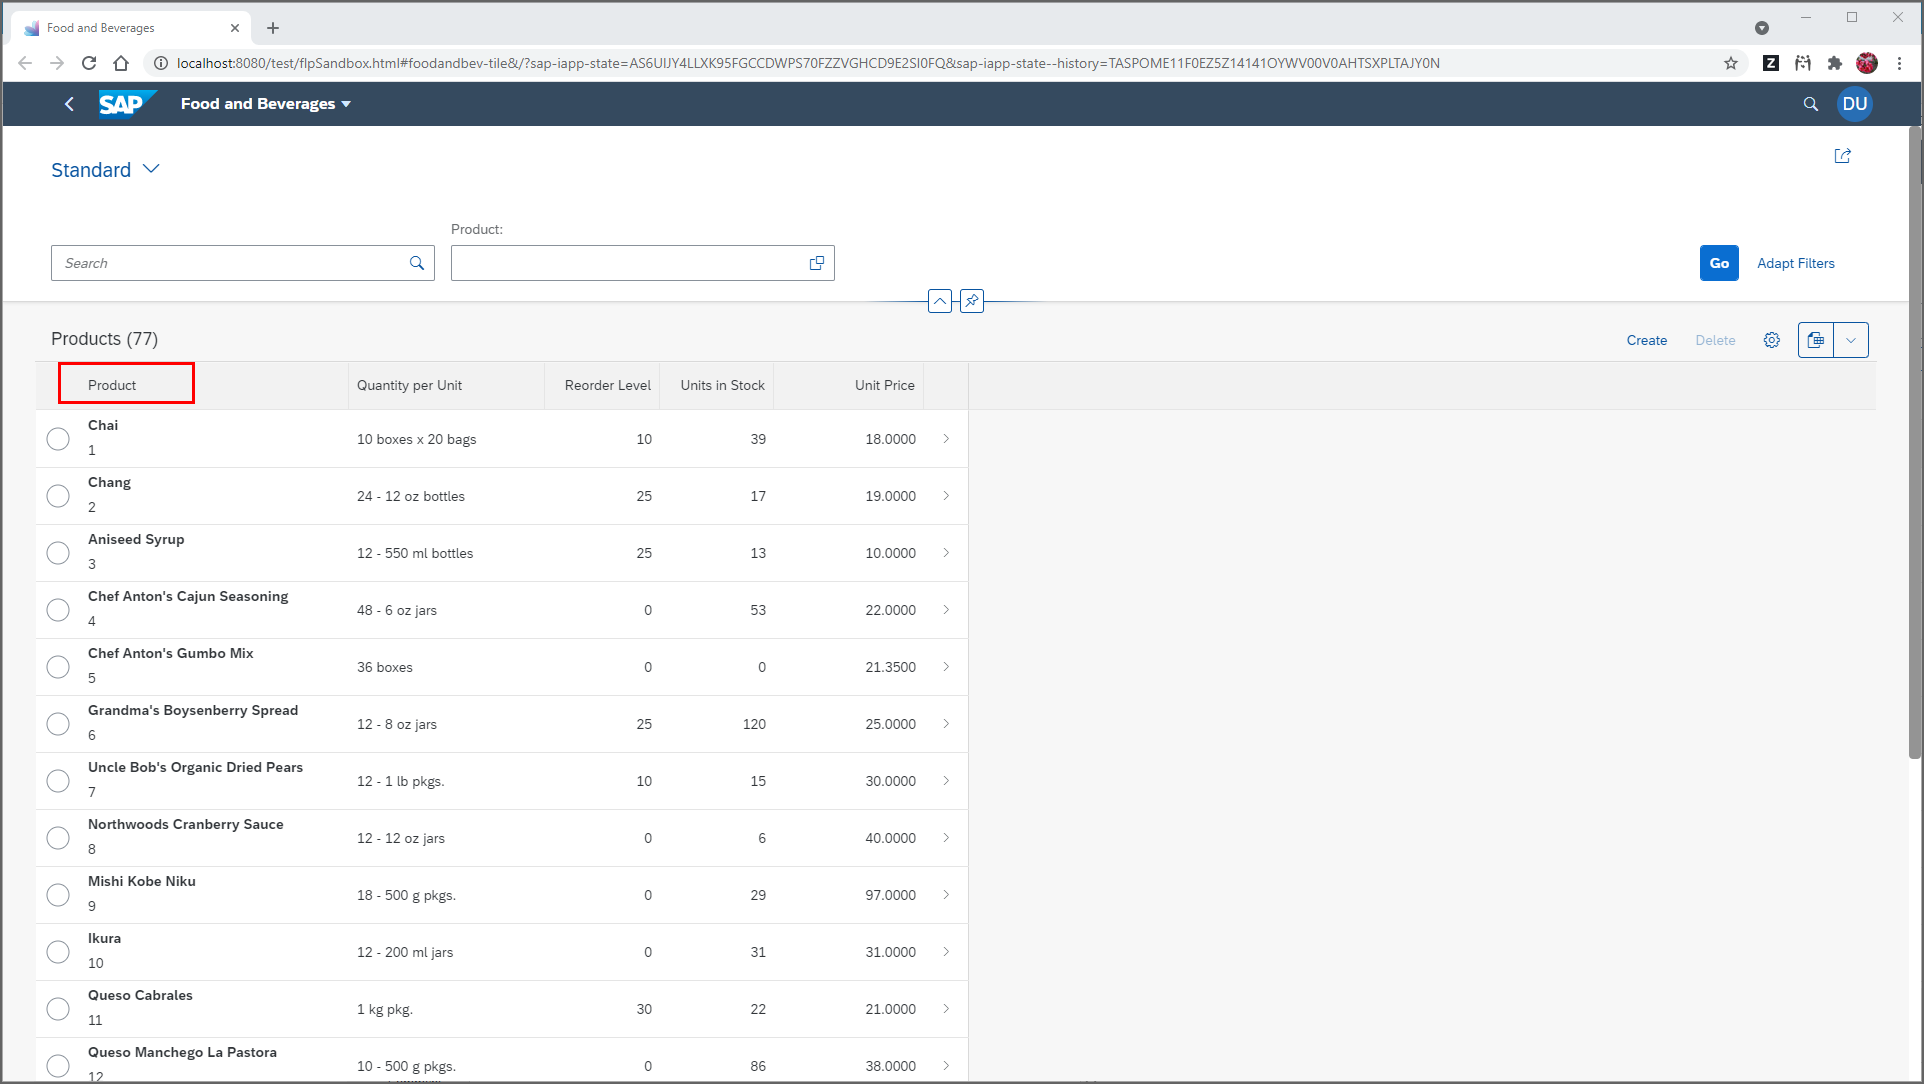 Food and Beverages
localhost:8080/test/flpSandbox.html#foodandbev-tile&/?sap-iapp-state=AS6UIJY4LLXK95FGCCDWPS70FZZVGHCD9E2SI0FQ&sap-iapp-state--history=TASPOME11F0EZ5Z14141OYWV00V0AHTSXPLTAJY0N
Z
SAP Food and Beverages
DU
Standard
Product:
Search
Go Adapt Filters
Products (77)
Create Delete
Product Quantity per Unit Reorder Level Units in Stock Unit Price
Chai
1
10 boxes x 20 bags 10 39 18.0000
Chang
2
24 - 12 oz bottles 25 17 19.0000
Aniseed Syrup
3
12 - 550 ml bottles 25 13 10.0000
Chef Anton's Cajun Seasoning
4
48 - 6 oz jars 0 53 22.0000
Chef Anton's Gumbo Mix
5
36 boxes 0 0 21.3500
Grandma's Boysenberry Spread
6
12 - 8 oz jars 25 120 25.0000
Uncle Bob's Organic Dried Pears
7
12 - 1 lb pkgs. 10 15 30.0000
Northwoods Cranberry Sauce
8
12 - 12 oz jars 0 6 40.0000
Mishi Kobe Niku
9
18 - 500 g pkgs. 0 29 97.0000
Ikura
10
12 - 200 ml jars 0 31 31.0000
Queso Cabrales
11
1 kg pkg. 30 22 21.0000
Queso Manchego La Pastora
12
10 - 500 g pkgs. 0 86 38.0000